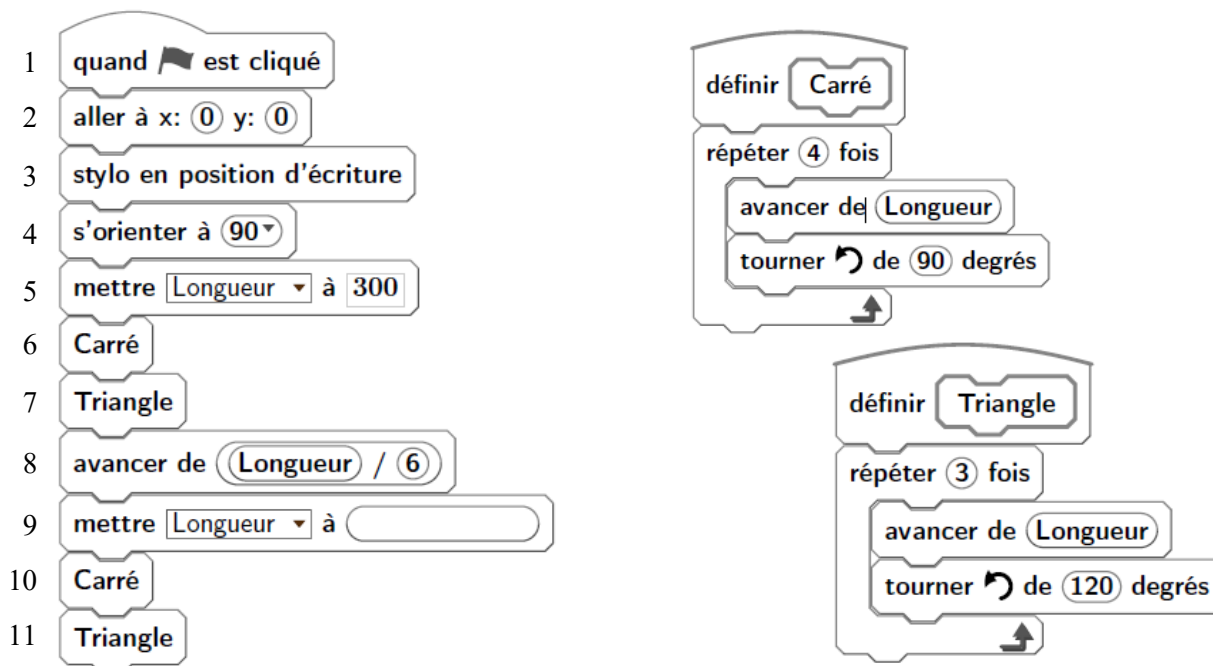 1 quand est cliqué
2 aller à x: 0 y: 0
3 stylo en position d'écriture
4 s'orienter à 90
5 mettre Longueur à 300
6 Carré
7 Triangle
8 avancer de Longueur / 6
9 mettre Longueur à
10 Carré
11 Triangle
définir Carré
répéter 4 fois
avancer de Longueur
tourner de 90 degrés
définir Triangle
répéter 3 fois
avancer de Longueur
tourner de 120 degrés